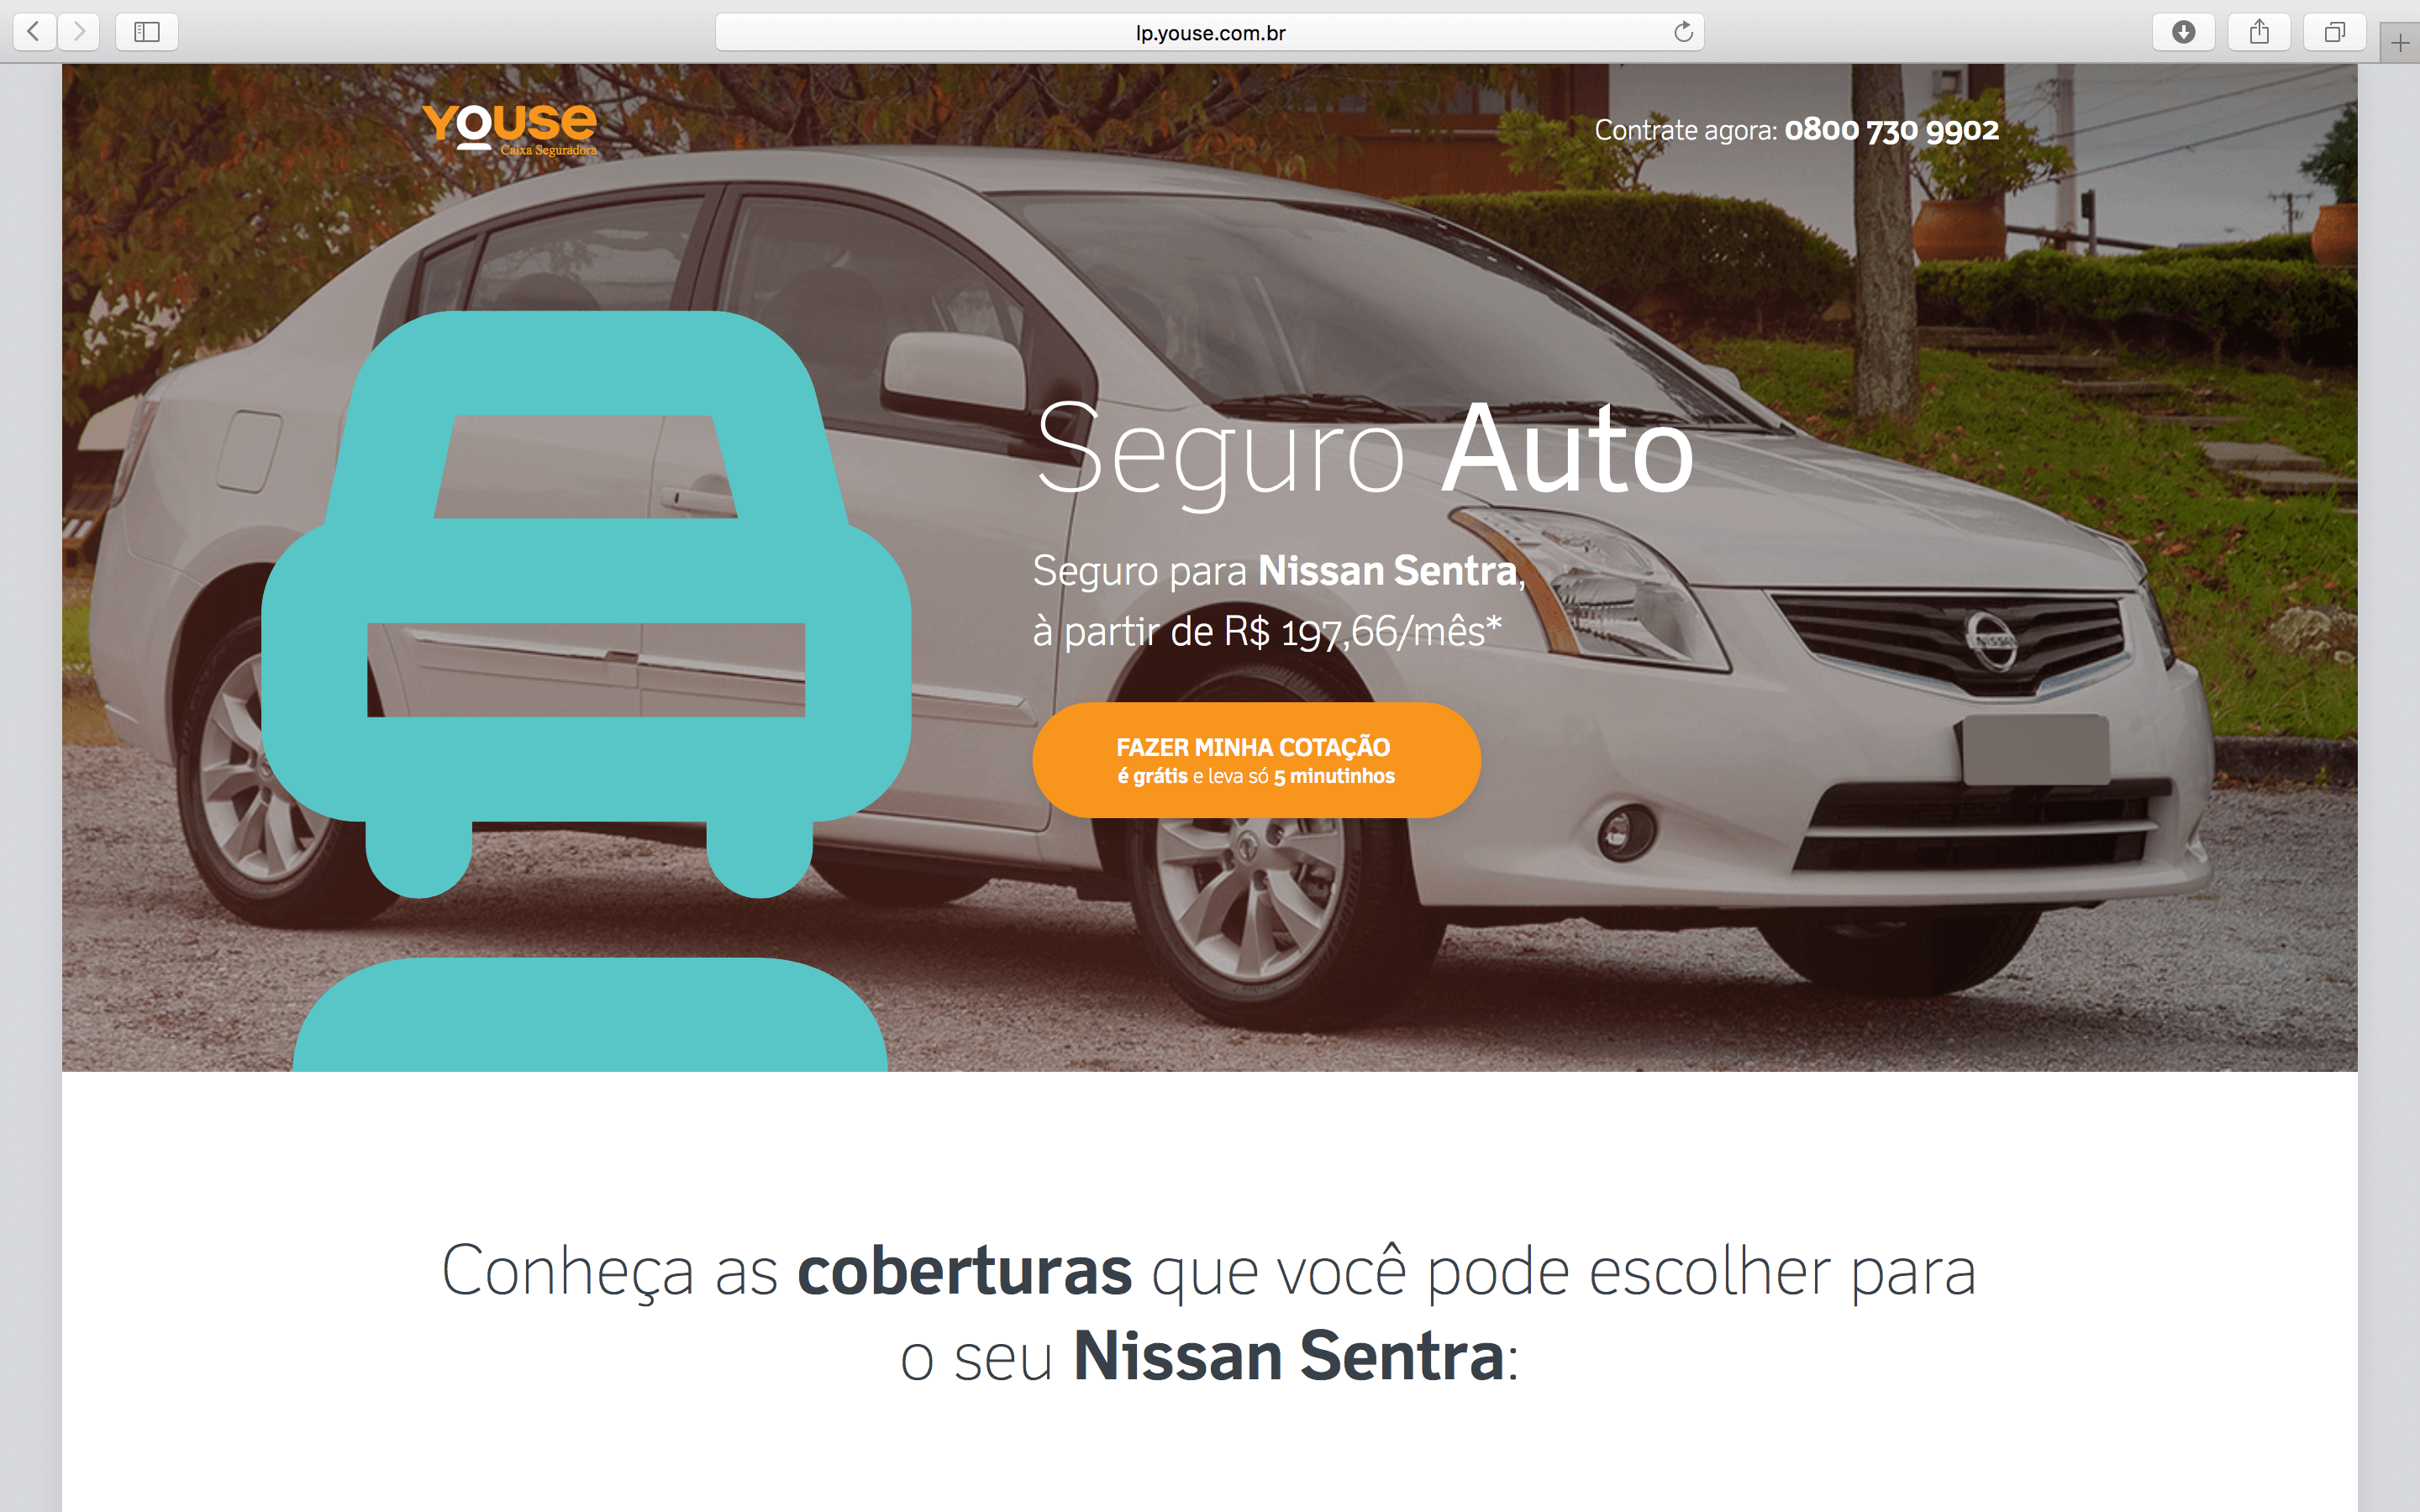 lp.youse.com.br
Youse
Caixa Seguradora
Contrate agora: 0800 730 9902
Seguro Auto
Seguro para Nissan Sentra,
à partir de R$ 197,66/mês*
NISSAN
FAZER MINHA COTAÇÃO
é grátis e leva só 5 minutinhos
Conheça as coberturas que você pode escolher para
o seu Nissan Sentra: